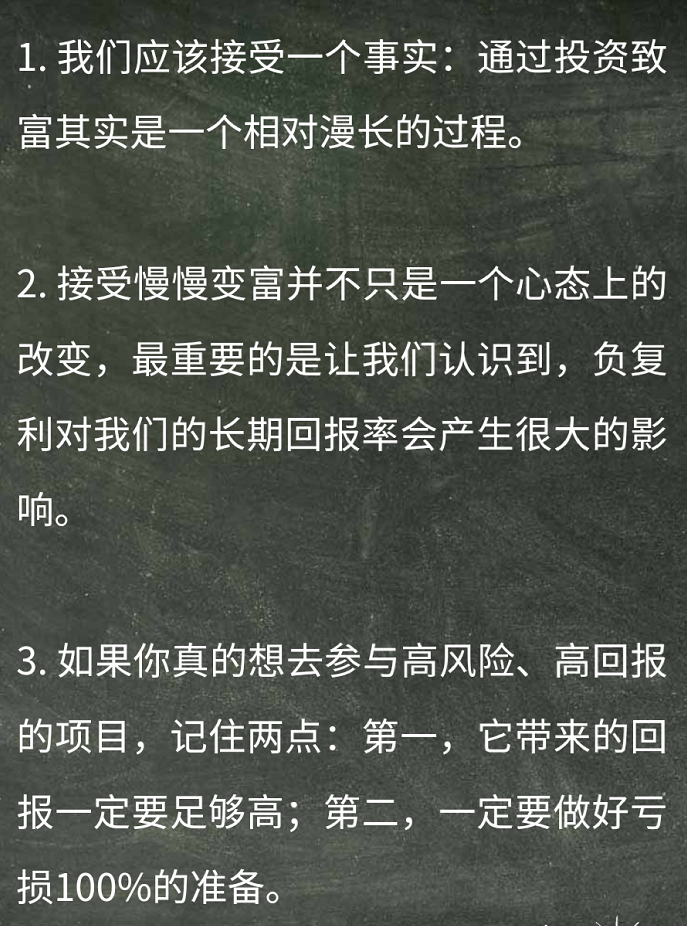 1. 我们应该接受一个事实：通过投资致
富其实是一个相对漫长的过程。
2. 接受慢慢变富并不只是一个心态上的
改变，最重要的是让我们认识到，负复
利对我们的长期回报率会产生很大的影
响。
3. 如果你真的想去参与高风险、高回报
的项目，记住两点：第一，它带来的回
报一定要足够高；第二，一定要做好亏
损100%的准备。